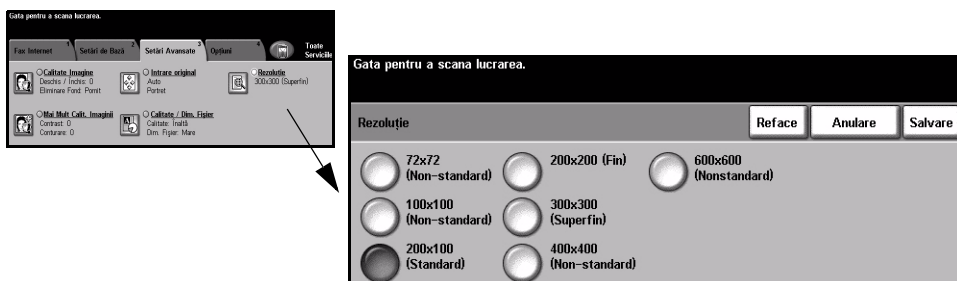 Gata pentru a scana lucrarea.
Fax Internet 1 Setări de Bază 2 Setări Avansate 3 Opțiuni 4 Toate Serviciile
Calitate Imagine
Deschis / Închis: 0
Eliminare Fond: Pornit
Intrare original
Auto
Portret
Rezoluție
300x300 (Superfin)
Mai Mult Calit. Imaginii
Contrast: 0
Conturare: 0
Calitate / Dim. Fișier
Calitate: Înaltă
Dim. Fișier: Mare
Gata pentru a scana lucrarea.
Rezoluție Reface Anulare Salvare
72x72
(Non-standard)
200x200 (Fin)
600x600
(Nonstandard)
100x100
(Non-standard)
300x300
(Superfin)
200x100
(Standard)
400x400
(Non-standard)